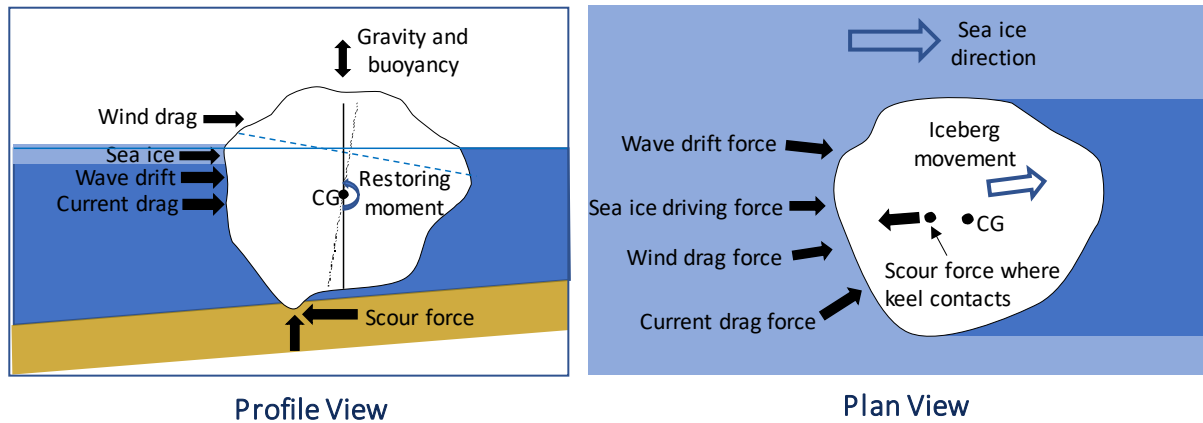 Gravity and
buoyancy
Wind drag
Sea ice
Wave drift
Current drag
CG
Restoring
moment
Scour force
Profile View
Sea ice
direction
Wave drift force
Iceberg
movement
Sea ice driving force
CG
Wind drag force
Scour force where
keel contacts
Current drag force
Plan View